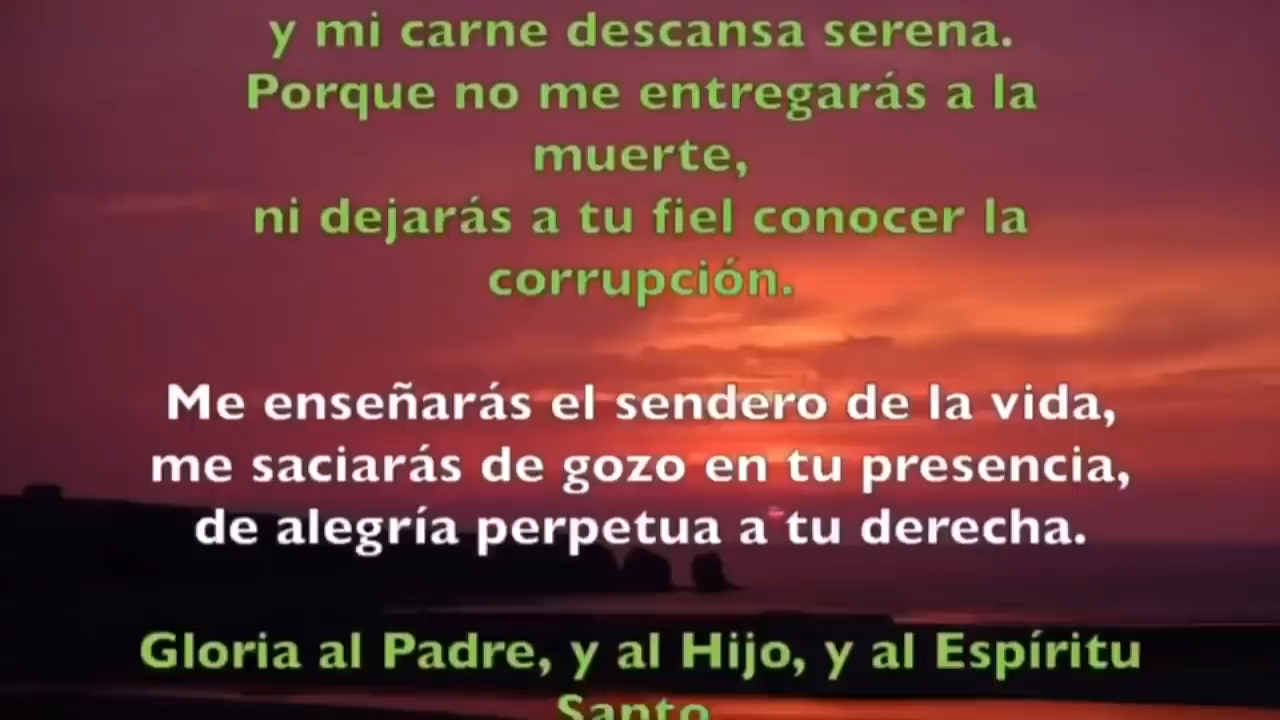 y mi carne descansa serena.
Porque no me entregarás a la
muerte,
ni dejarás a tu fiel conocer la
corrupción.
Me enseñarás el sendero de la vida,
me saciarás de gozo en tu presencia,
de alegría perpetua a tu derecha.
Gloria al Padre, y al Hijo, y al Espíritu
Santo.